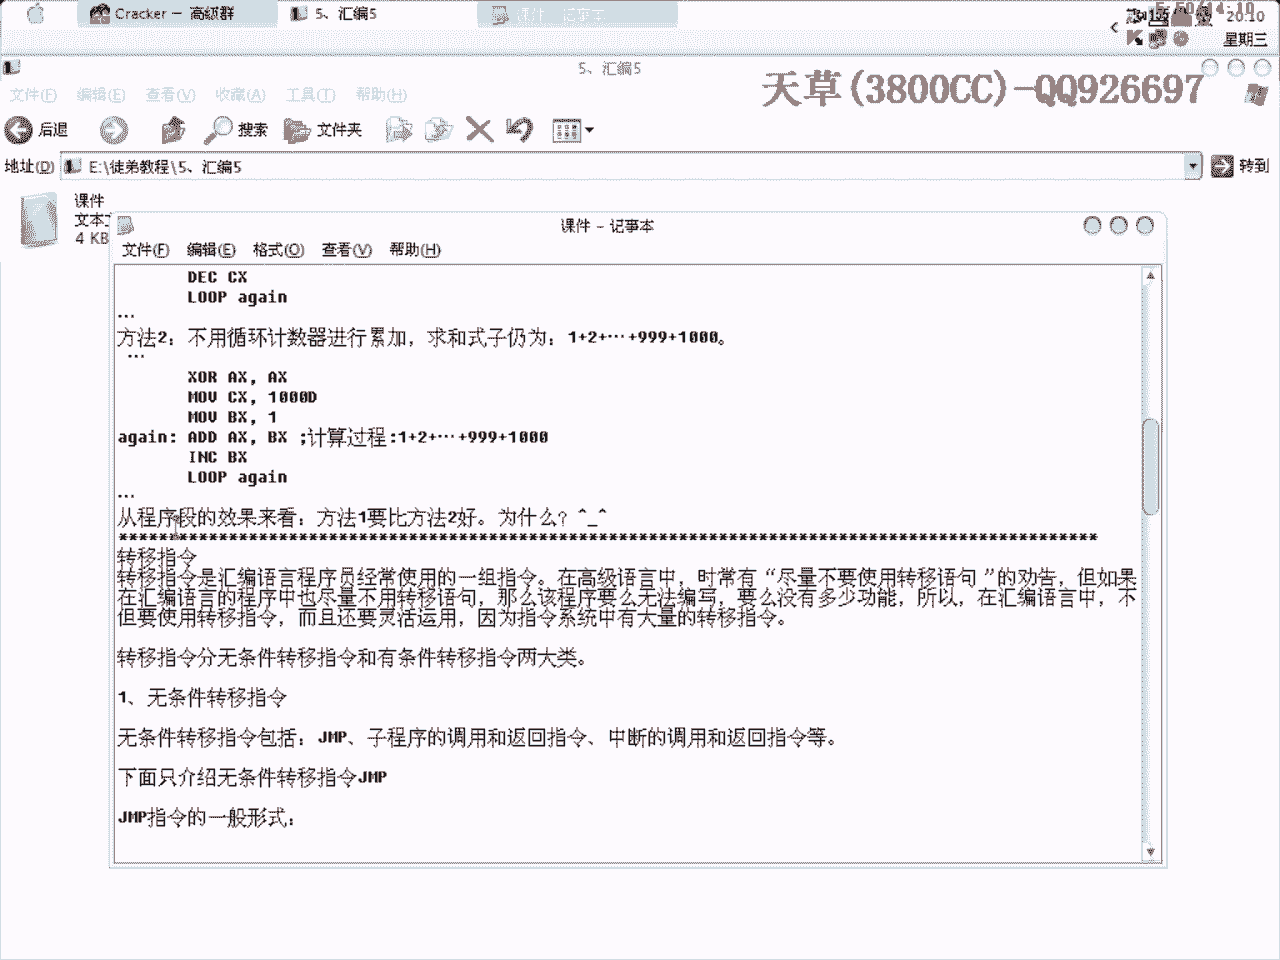 Cracker － 高级群
5、汇编5
课件 - 记事本
20:10
星期三
5、汇编5
文件(F) 编辑(E) 查看(V) 收藏(A) 工具(T) 帮助(H)
天草(3800CC)-QQ926697
后退 搜索 文件夹
地址(D) E:\徒弟教程\5、汇编5 转到
课件
4 KB
课件 - 记事本
文件(F) 编辑(E) 格式(O) 查看(V) 帮助(H)
DEC CX
LOOP again
…
方法2：不用循环计数器进行累加，求和式子仍为：1+2+…+999+1000。
…
XOR AX, AX
MOV CX, 1000D
MOV BX, 1
again: ADD AX, BX ;计算过程:1+2+…+999+1000
INC BX
LOOP again
…
从程序段的效果来看：方法1要比方法2好。为什么？^_^
***************************************************************************************************
转移指令
转移指令是汇编语言程序员经常使用的一组指令。在高级语言中，时常有“尽量不要使用转移语句”的劝告，但如果
在汇编语言的程序中也尽量不用转移语句，那么该程序要么无法编写，要么没有多少功能，所以，在汇编语言中，不
但要使用转移指令，而且还要灵活运用，因为指令系统中有大量的转移指令。
转移指令分无条件转移指令和有条件转移指令两大类。
1、无条件转移指令
无条件转移指令包括：JMP、子程序的调用和返回指令、中断的调用和返回指令等。
下面只介绍无条件转移指令JMP
JMP指令的一般形式：